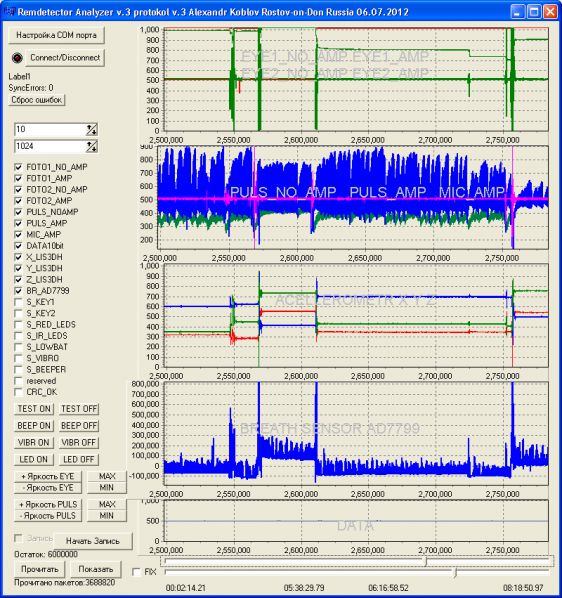 Remdetector Analyzer v.3 protokol v.3 Alexandr Koblov Rostov-on-Don Russia 06.07.2012
Настройка COM порта
Connect/Disconnect
Label1
SyncErrors: 0
Сброс ошибок
10
1024
FOTO1_NO_AMP
FOTO1_AMP
FOTO2_NO_AMP
FOTO2_AMP
PULS_NOAMP
PULS_AMP
MIC_AMP
DATA10bit
X_LIS3DH
Y_LIS3DH
Z_LIS3DH
BR_AD7799
S_KEY1
S_KEY2
S_RED_LEDS
S_IR_LEDS
S_LOWBAT
S_VIBRO
S_BEEPER
reserved
CRC_OK
TEST ON TEST OFF
BEEP ON BEEP OFF
VIBR ON VIBR OFF
LED ON LED OFF
+ Яркость EYE MAX
- Яркость EYE MIN
+ Яркость PULS MAX
- Яркость PULS MIN
Запись Начать Запись
Остаток: 6000000
Прочитать Показать
Прочитано пакетов:3688820
1,000
900
800
700
600
500
400
300
200
100
0
EYE1_NO_AMP EYE1_AMP
EYE2_NO_AMP EYE2_AMP
2,500,000 2,550,000 2,600,000 2,650,000 2,700,000 2,750,000
900
800
700
600
500
400
300
200
PULS_NO_AMP PULS_AMP MIC_AMP
2,500,000 2,550,000 2,600,000 2,650,000 2,700,000 2,750,000
1,000
900
800
700
600
500
400
300
200
100
0
ACELLEROMETR X Y Z
2,500,000 2,550,000 2,600,000 2,650,000 2,700,000 2,750,000
800,000
700,000
600,000
500,000
400,000
300,000
200,000
100,000
0
-100,000
BREATH SENSOR AD7799
2,500,000 2,550,000 2,600,000 2,650,000 2,700,000 2,750,000
1,000
500
0
DATA
2,500,000 2,550,000 2,600,000 2,650,000 2,700,000 2,750,000
FIX
00:02:14.21 05:38:29.79 06:16:58.52 08:18:50.97